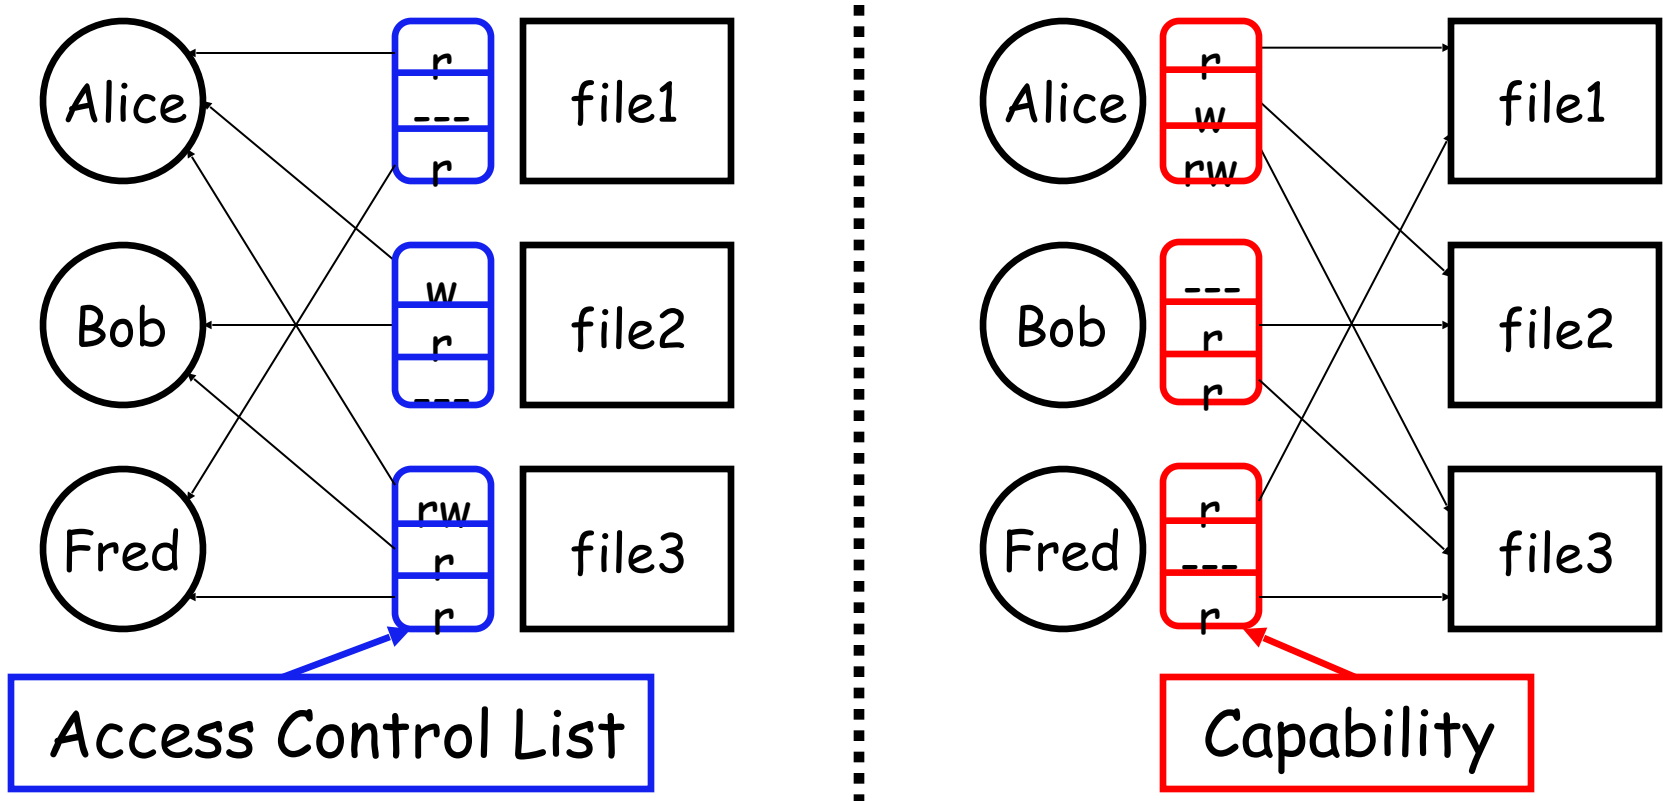 Alice
r
---
r
file1
Bob
w
r
---
file2
Fred
rw
r
r
file3
Access Control List
Alice
r
w
rw
file1
Bob
---
r
r
file2
Fred
r
---
r
file3
Capability